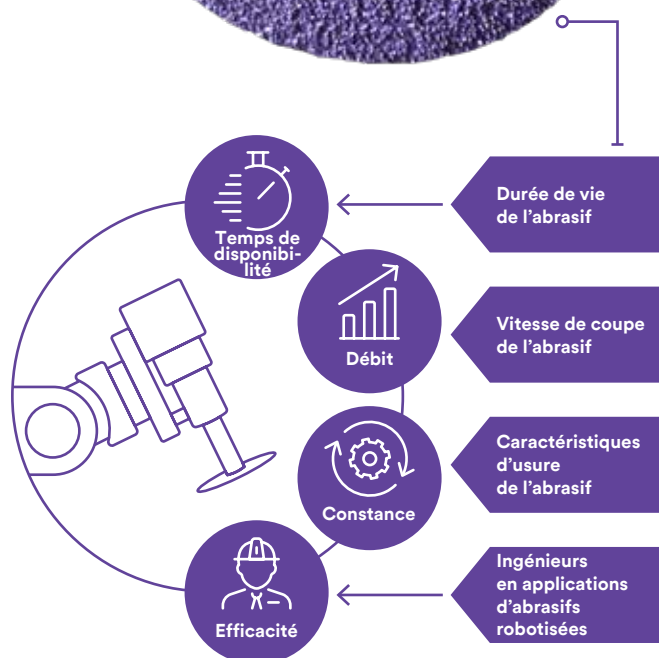 Temps de
disponibi-
lité
Durée de vie
de l'abrasif
Débit
Vitesse de coupe
de l'abrasif
Constance
Caractéristiques
d'usure
de l'abrasif
Efficacité
Ingénieurs
en applications
d'abrasifs
robotisées